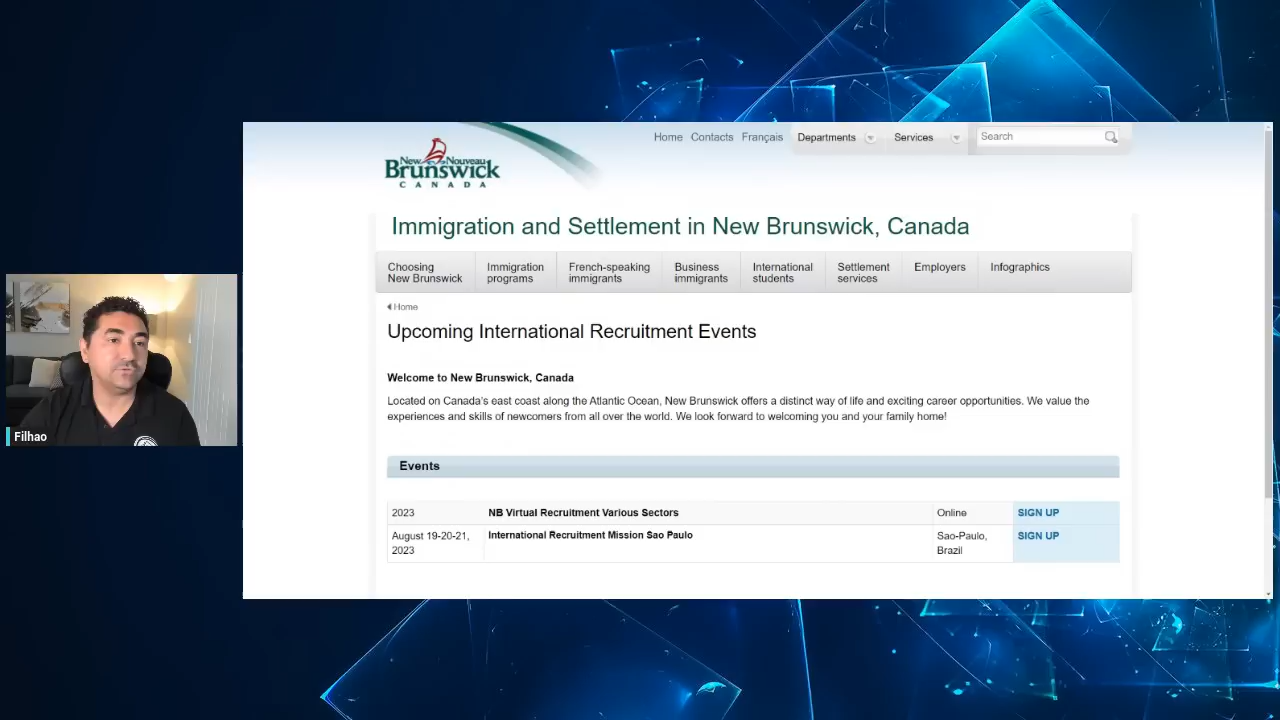 Home Contacts Français Departments Services Search
New Nouveau
Brunswick
CANADA
Immigration and Settlement in New Brunswick, Canada
Choosing
New Brunswick
Immigration
programs
French-speaking
immigrants
Business
immigrants
International
students
Settlement
services
Employers
Infographics
Home
Upcoming International Recruitment Events
Welcome to New Brunswick, Canada
Located on Canada's east coast along the Atlantic Ocean, New Brunswick offers a distinct way of life and exciting career opportunities. We value the
experiences and skills of newcomers from all over the world. We look forward to welcoming you and your family home!
Filhao
Events
2023 NB Virtual Recruitment Various Sectors Online SIGN UP
August 19-20-21,
2023
International Recruitment Mission Sao Paulo
Sao-Paulo,
Brazil
SIGN UP